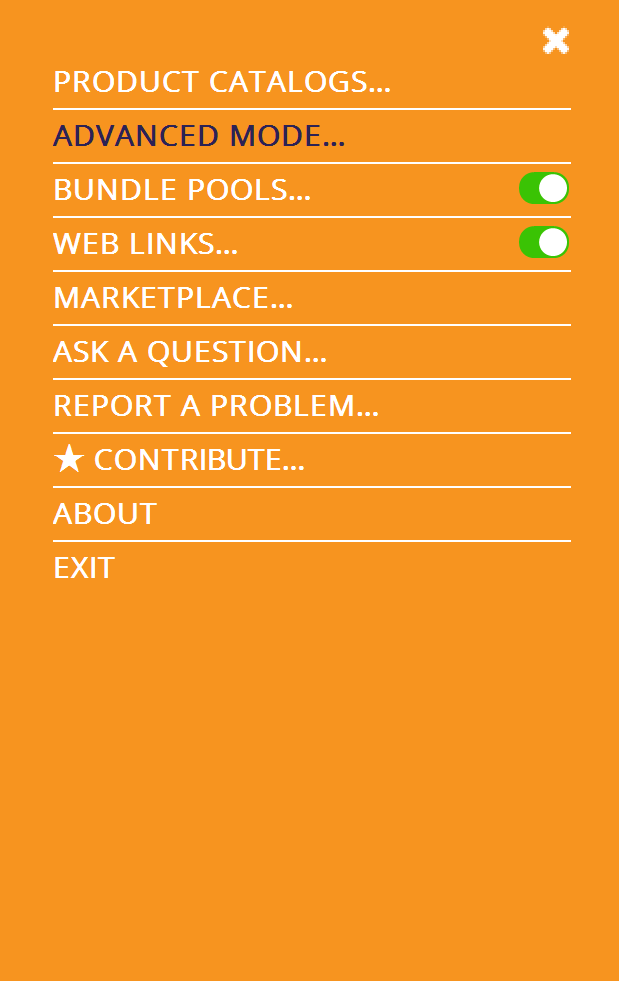 PRODUCT CATALOGS...
ADVANCED MODE...
BUNDLE POOLS...
WEB LINKS...
MARKETPLACE...
ASK A QUESTION...
REPORT A PROBLEM...
★ CONTRIBUTE...
ABOUT
EXIT